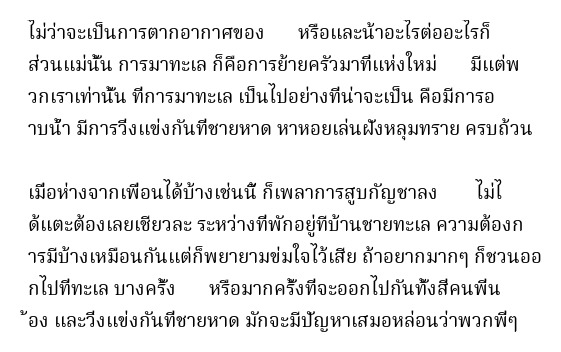 ไม่ว่าจะเป็นการตากอากาศของ หรือและน้าอะไรต่ออะไรก็
ส่วนแม่นั้น การมาทะเล ก็คือการย้ายครัวมาที่แห่งใหม่ มีแต่พ
วกเราเท่านั้น ที่การมาทะเล เป็นไปอย่างที่น่าจะเป็น คือมีการอ
าบน้ำ มีการวิ่งแข่งกันที่ชายหาด หาหอยเล่นฝังหลุมทราย ครบถ้วน
เมื่อห่างจากเพื่อนได้บ้างเช่นนี้ ก็เพลาการสูบกัญชาลง ไม่ไ
ด้แตะต้องเลยเชียวละ ระหว่างที่พักอยู่ที่บ้านชายทะเล ความต้องก
ารมีบ้างเหมือนกันแต่ก็พยายามข่มใจไว้เสีย ถ้าอยากมากๆ ก็ชวนออ
กไปที่ทะเล บางครั้ง หรือมากครั้งที่จะออกไปกันทั้งสี่คนพี่น
้อง และวิ่งแข่งกันที่ชายหาด มักจะมีปัญหาเสมอหล่อนว่าพวกพี่ๆ